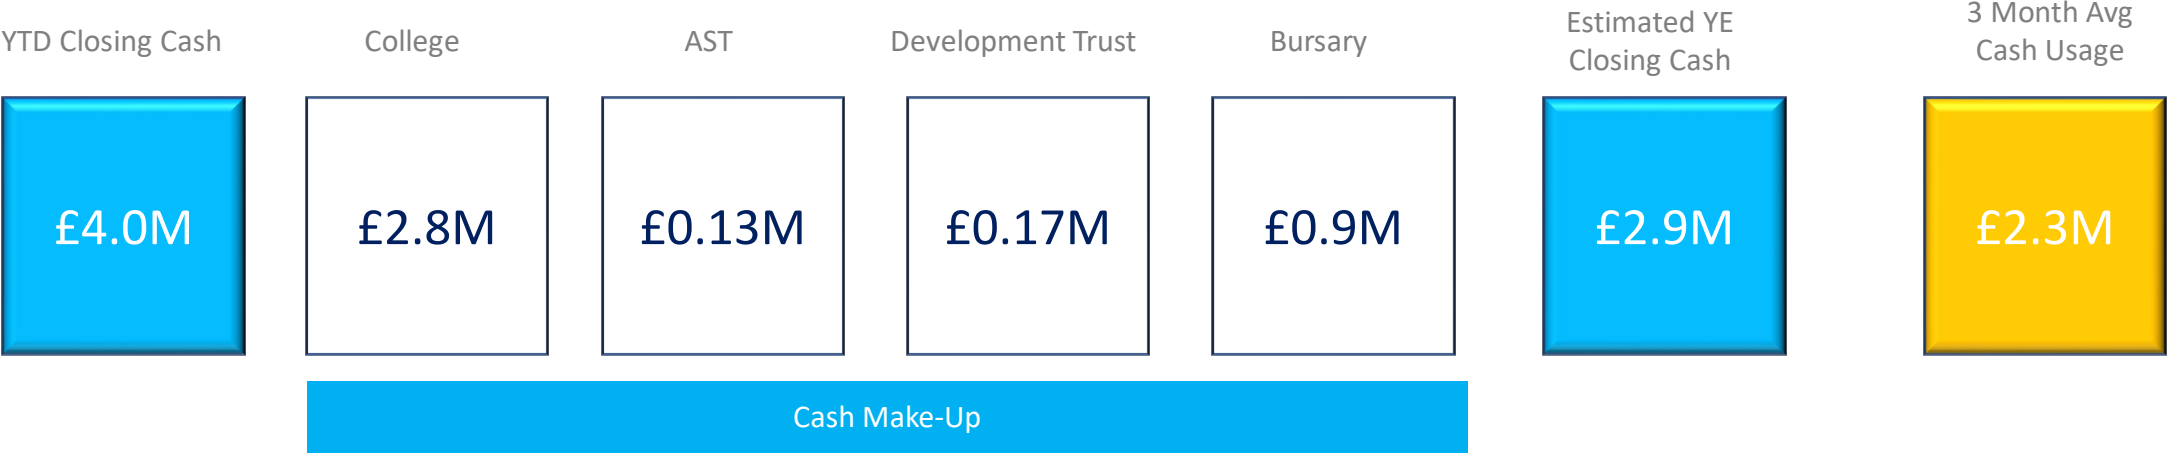 YTD Closing Cash
College
AST
Development Trust
Bursary
Estimated YE
Closing Cash
3 Month Avg
Cash Usage
£4.0M
£2.8M
£0.13M
£0.17M
£0.9M
£2.9M
£2.3M
Cash Make-Up